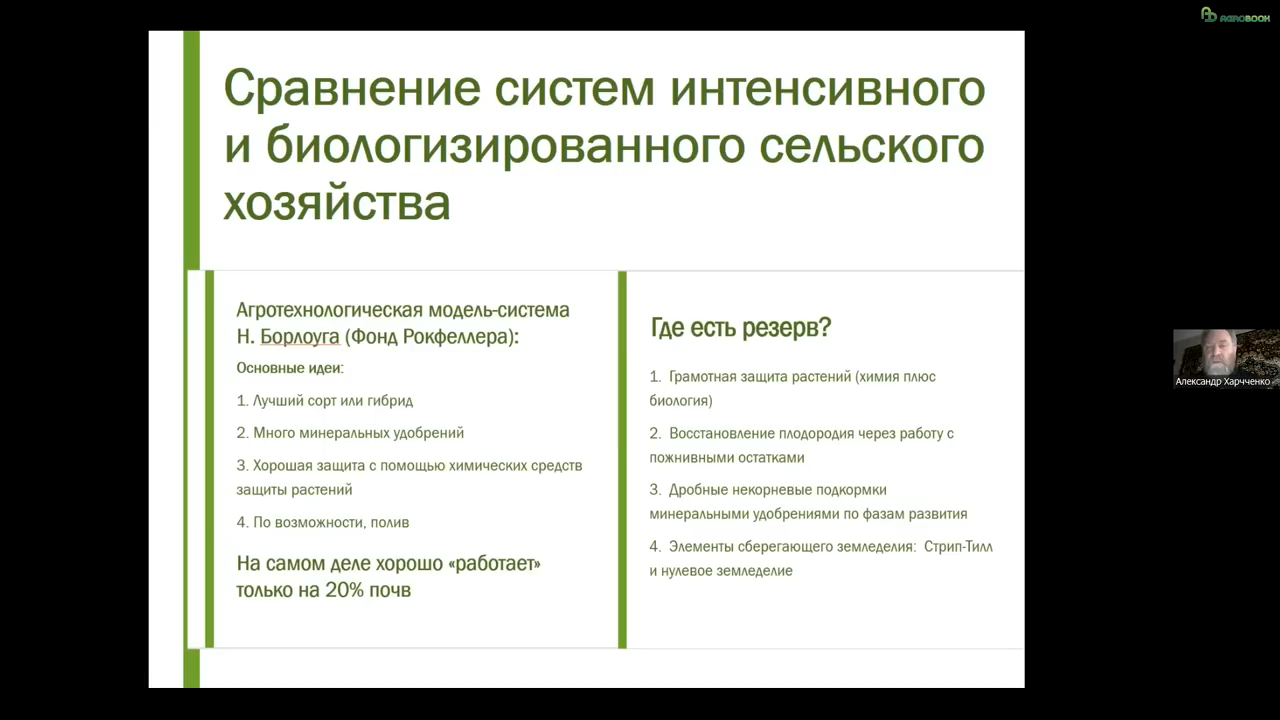 AGROBOOK
Сравнение систем интенсивного
и биологизированного сельского
хозяйства
Агротехнологическая модель-система
Н. Борлоуга (Фонд Рокфеллера):
Основные идеи:
1. Лучший сорт или гибрид
2. Много минеральных удобрений
3. Хорошая защита с помощью химических средств
защиты растений
4. По возможности, полив
На самом деле хорошо «работает»
только на 20% почв
Где есть резерв?
1. Грамотная защита растений (химия плюс
биология)
2. Восстановление плодородия через работу с
пожнивными остатками
3. Дробные некорневые подкормки
минеральными удобрениями по фазам развития
4. Элементы сберегающего земледелия: Стрип-Тилл
и нулевое земледелие
Александр Харчченко